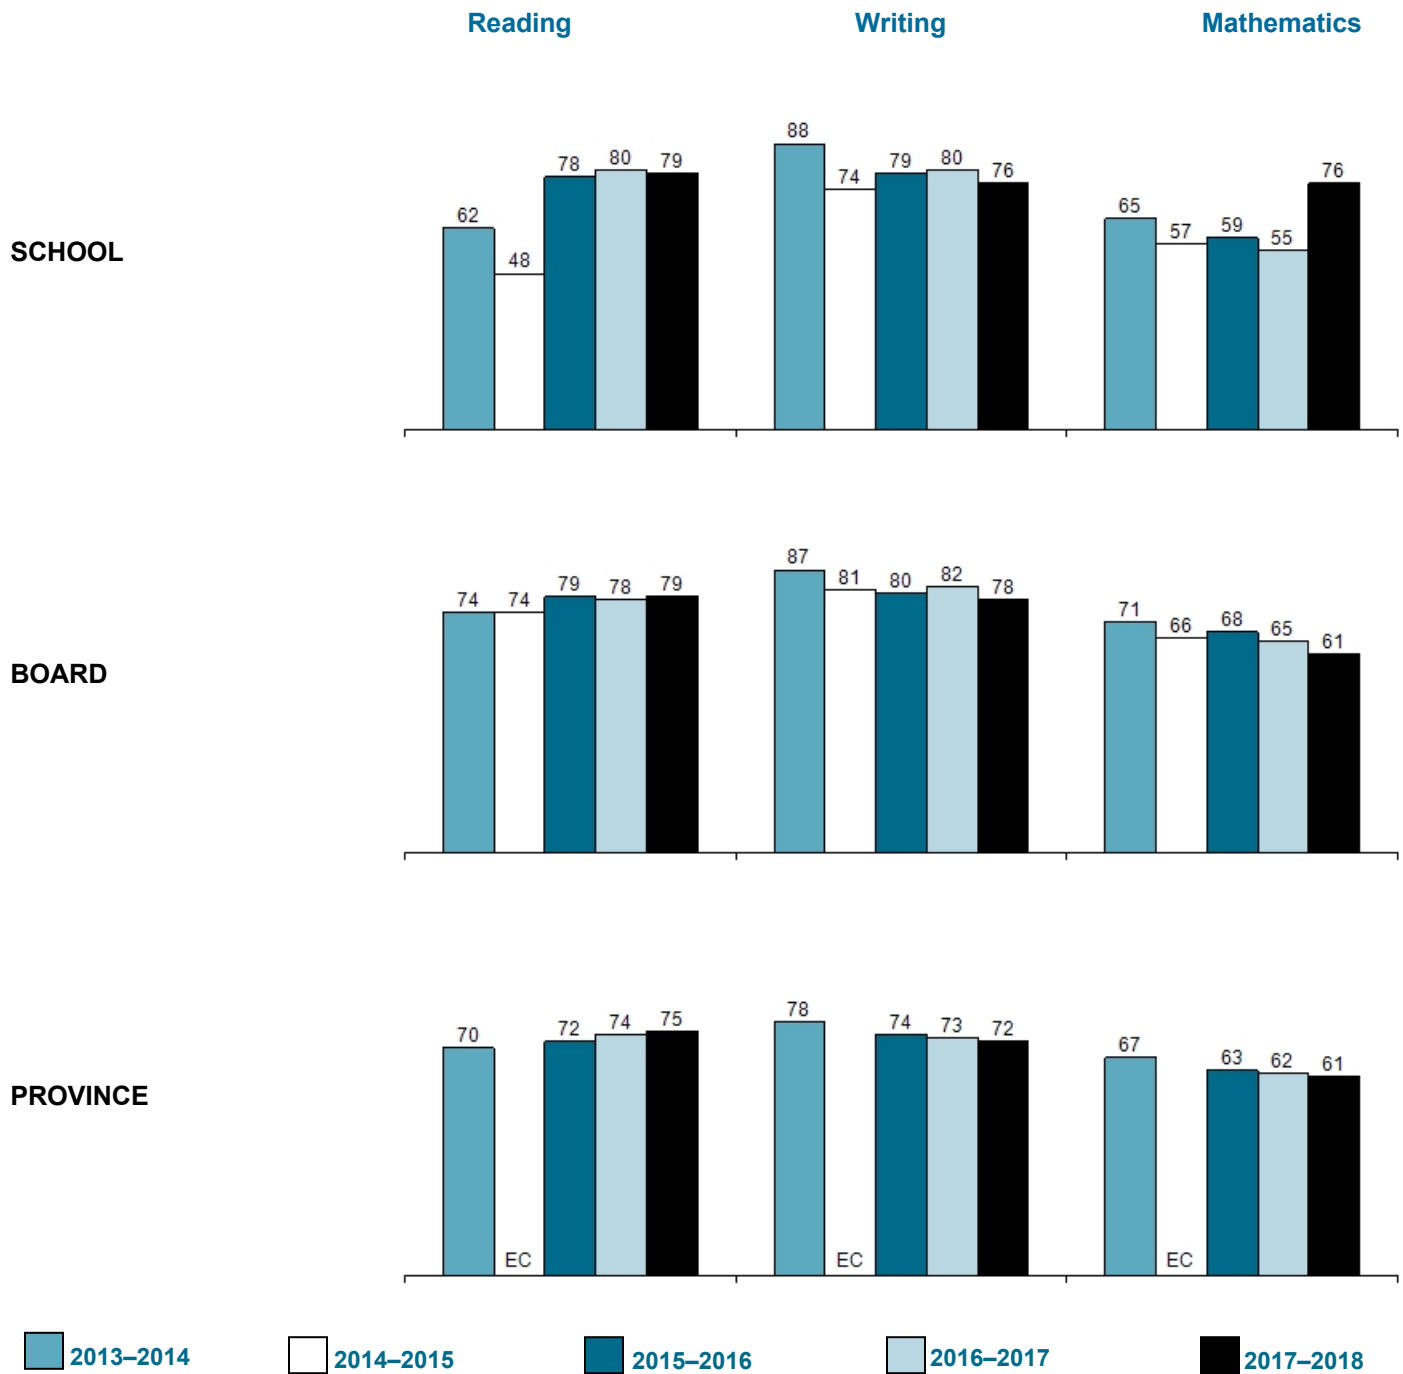 Reading Writing Mathematics
88
78 80 79 79 80 76 76
74
62 65
57 59 55
48
SCHOOL
87
74 74 79 78 79 81 80 82 78
71 66 68 65 61
BOARD
78
70 72 74 75 74 73 72
67 63 62 61
PROVINCE
EC EC EC
2013–2014 2014–2015 2015–2016 2016–2017 2017–2018